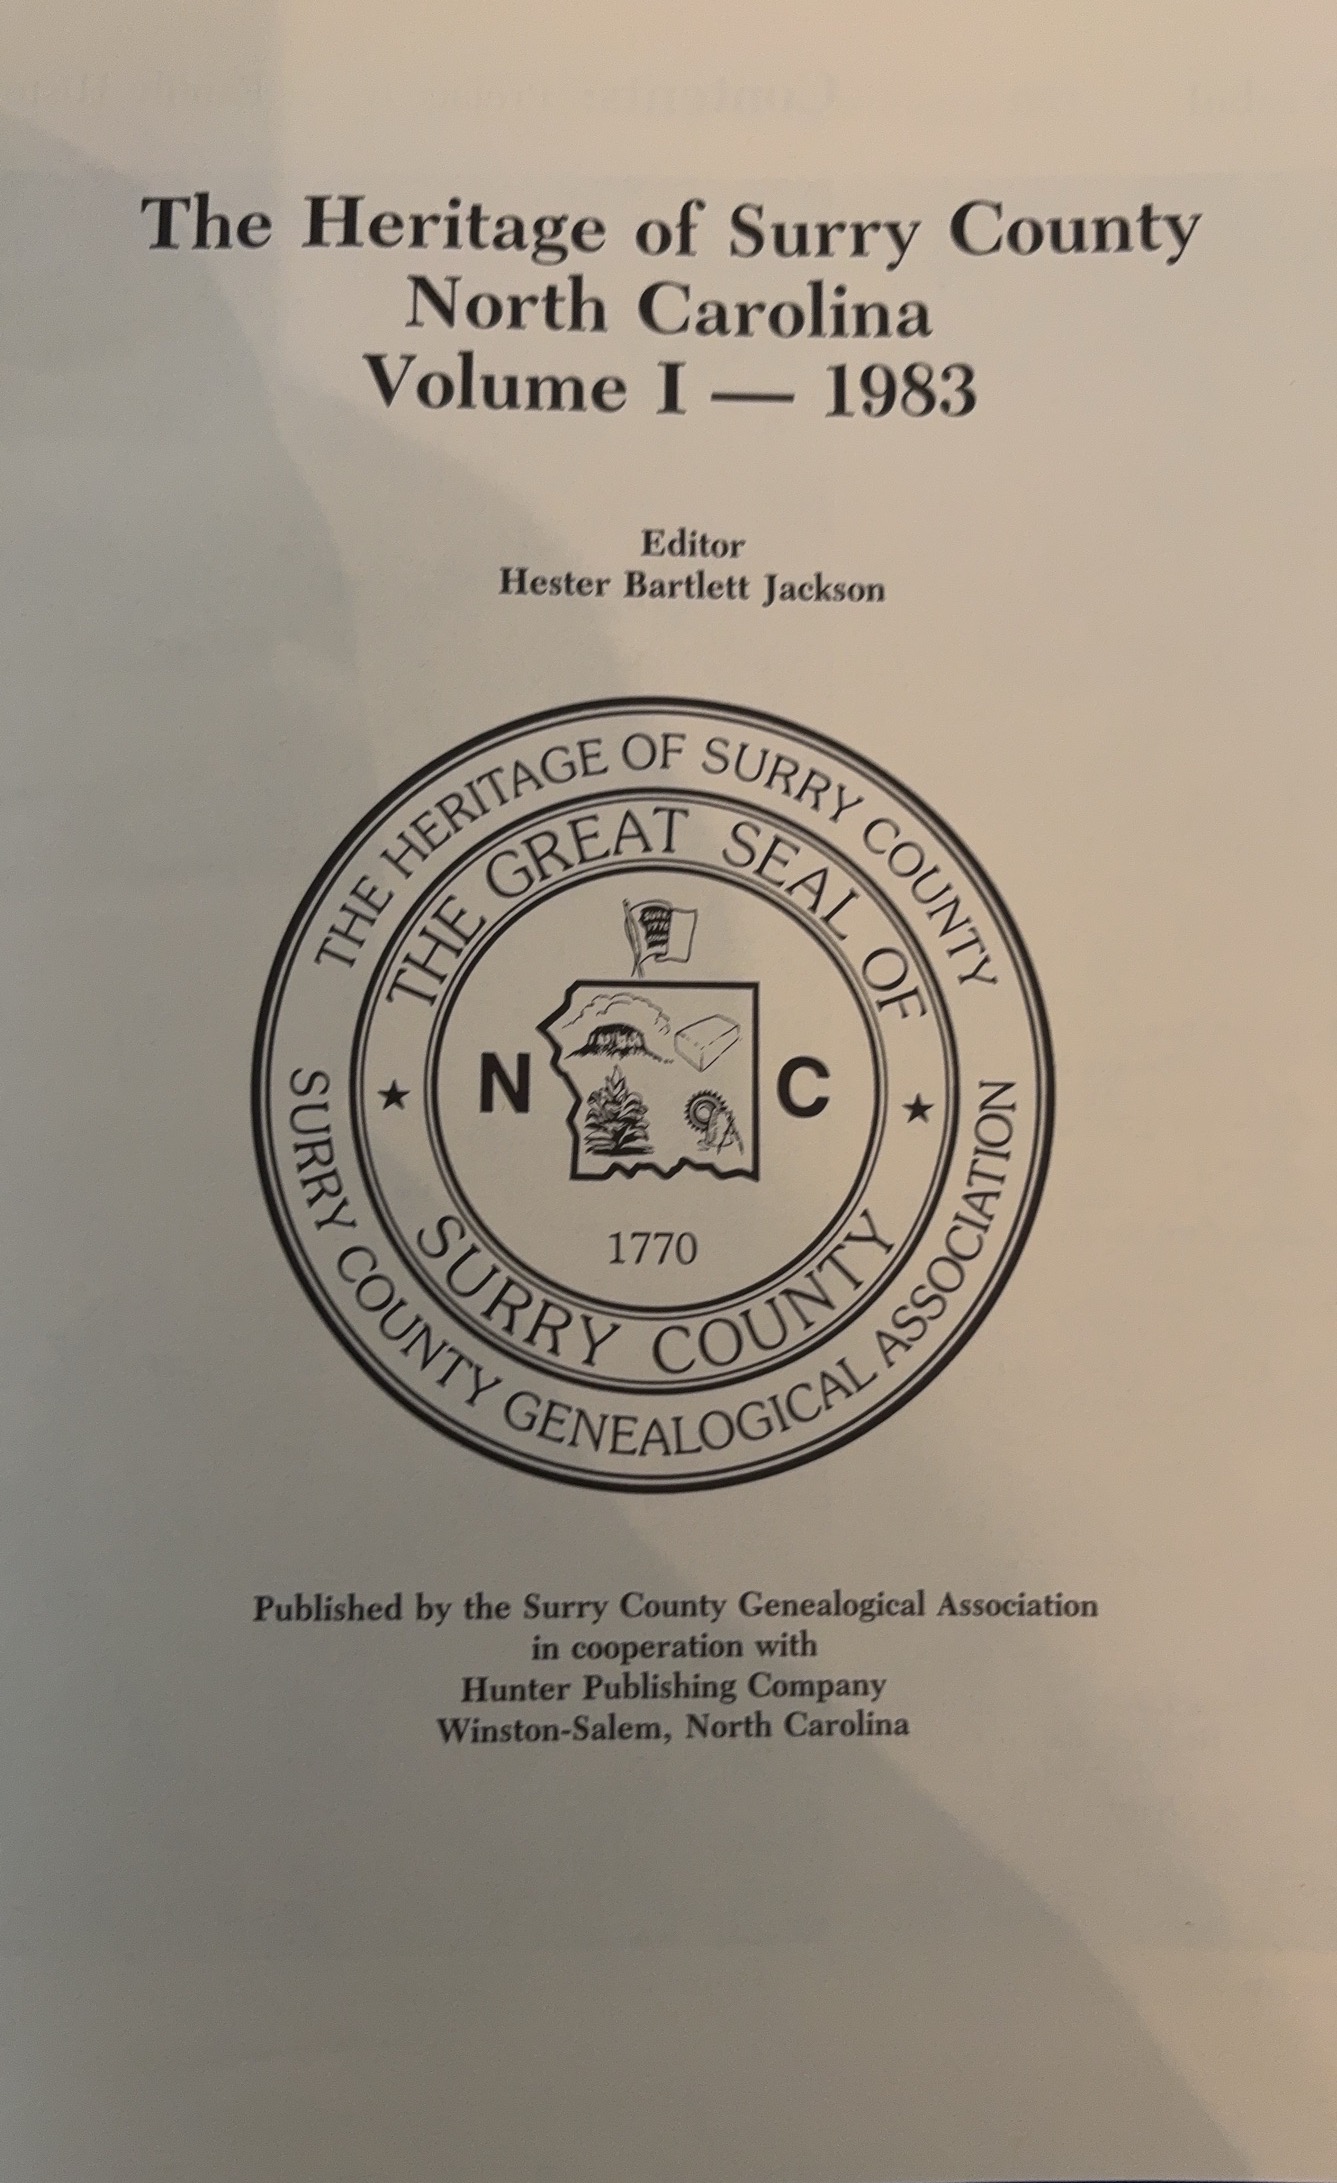 The Heritage of Surry County
North Carolina
Volume I — 1983
Editor
Hester Bartlett Jackson
THE HERITAGE OF SURRY COUNTY
THE GREAT SEAL OF
1770
N C
1770
SURRY COUNTY
SURRY COUNTY GENEALOGICAL ASSOCIATION
Published by the Surry County Genealogical Association
in cooperation with
Hunter Publishing Company
Winston-Salem, North Carolina